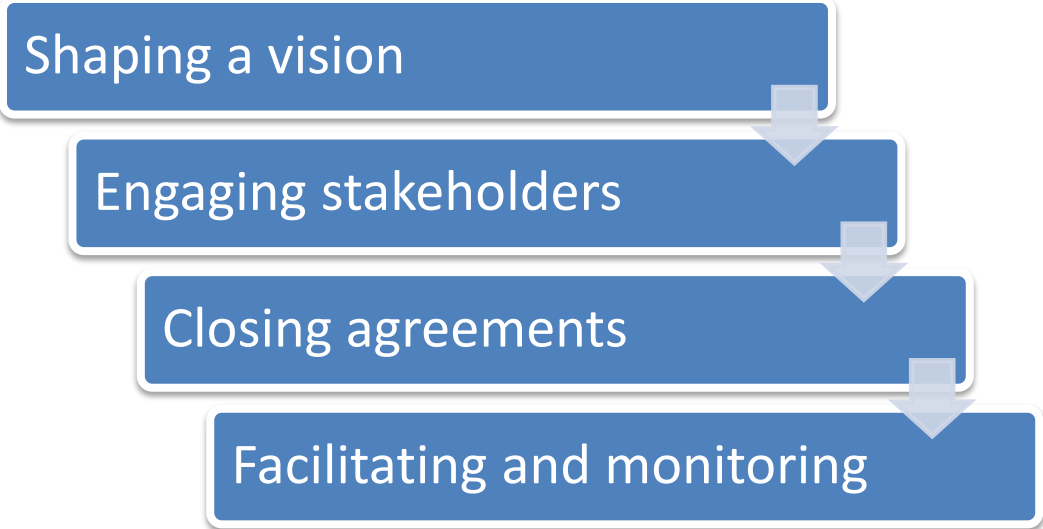 Shaping a vision
Engaging stakeholders
Closing agreements
Facilitating and monitoring